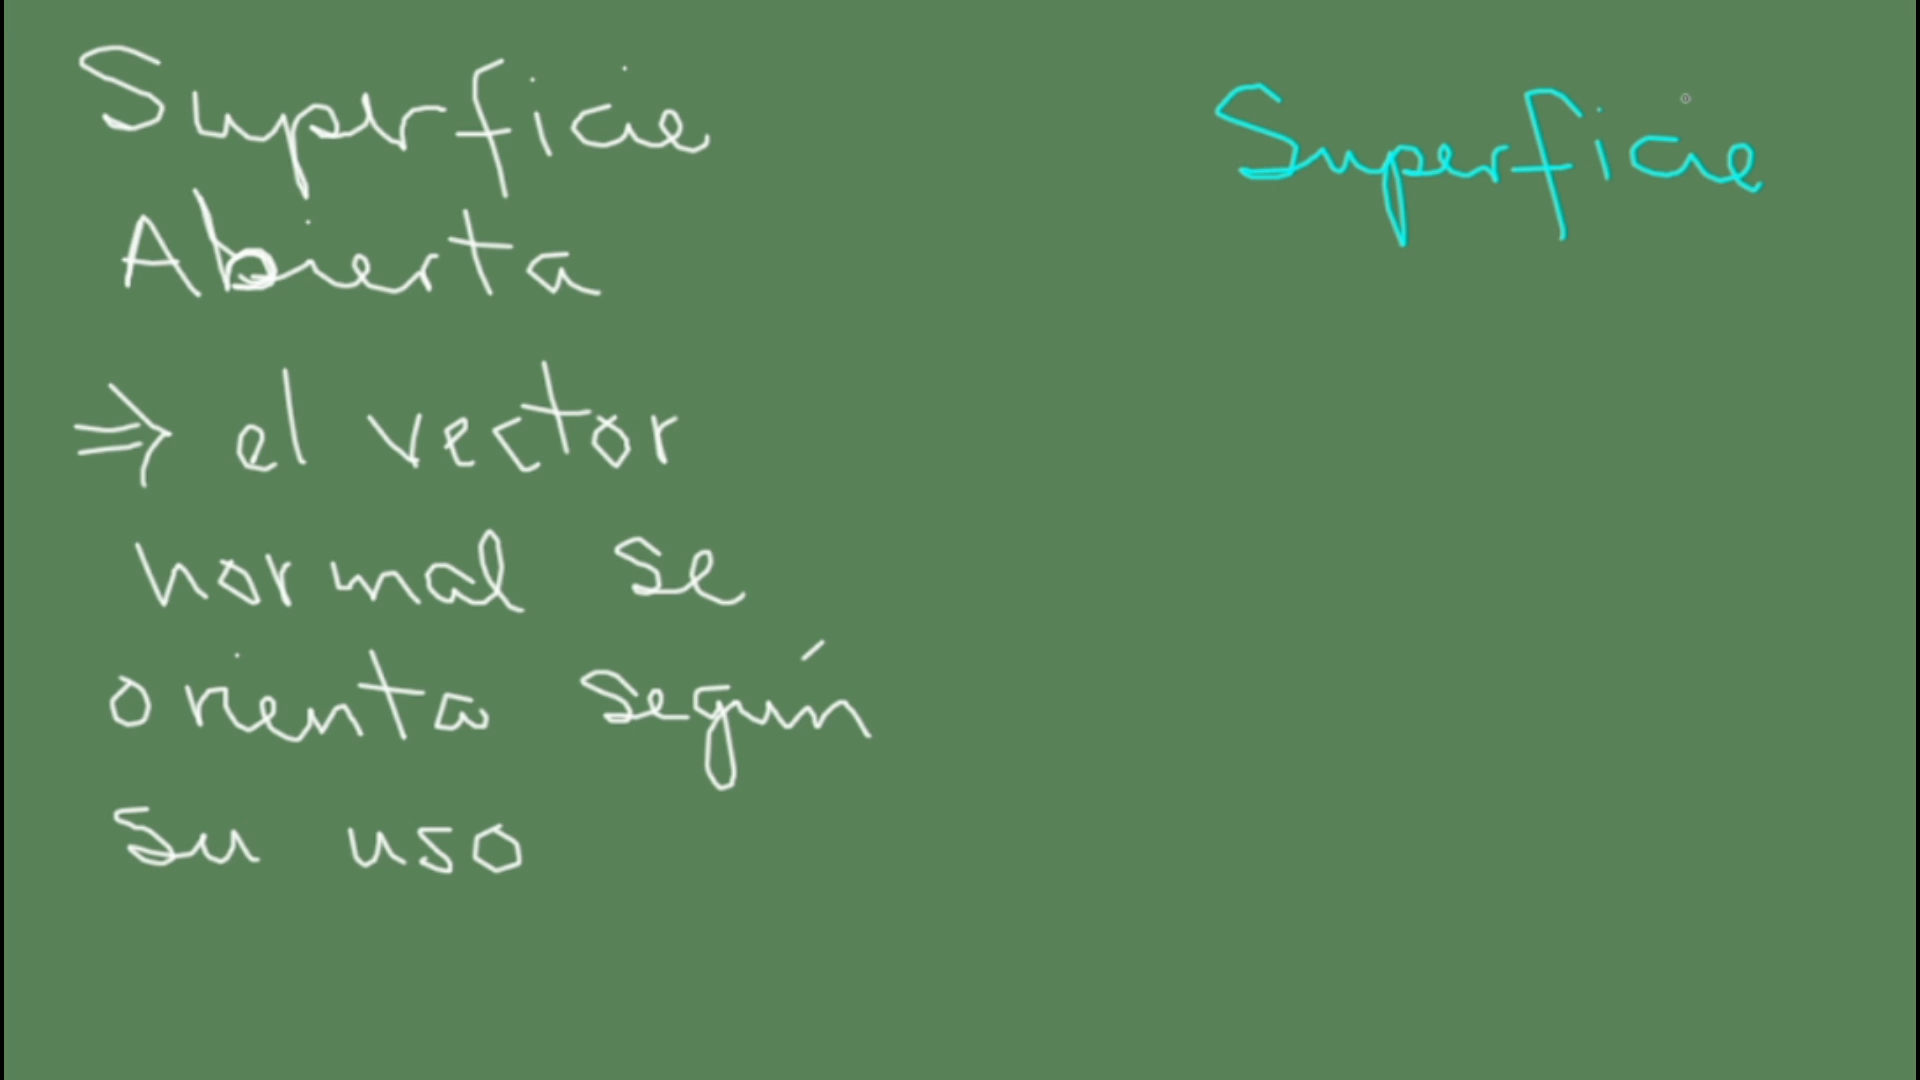 Superficie
Abierta
⇒ el vector
normal se
orienta según
su uso
Superficie